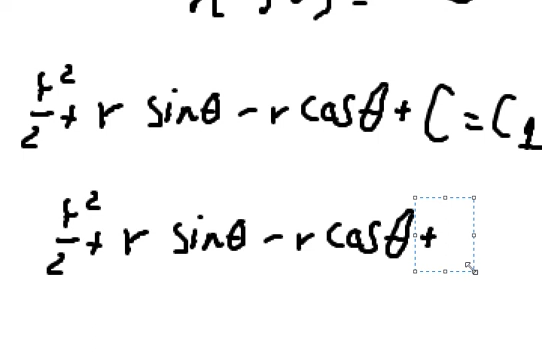 r²/2 + r sinθ - r cosθ + C = C₁
r²/2 + r sinθ - r cosθ +